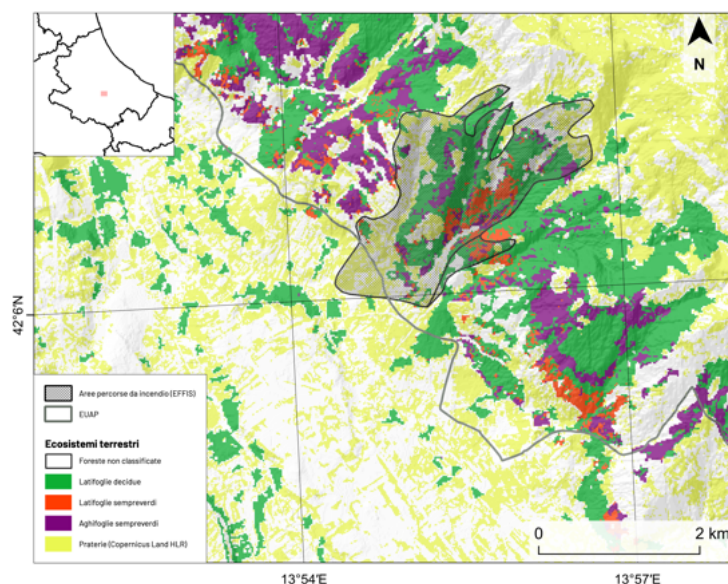 N
42°6'N
Aree percorse da incendio (EFFIS)
EUAP
Ecosistemi terrestri
Foreste non classificate
Latifoglie decidue
Latifoglie sempreverdi
Aghifoglie sempreverdi
Praterie (Copernicus Land HLR)
0 2 km
13°54'E 13°57'E